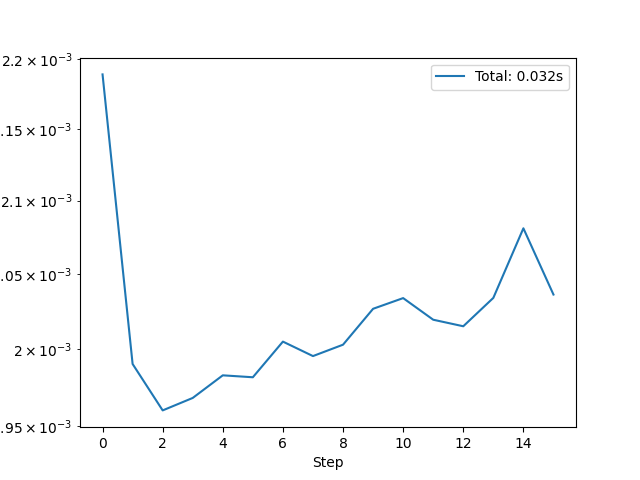 2.2 × 10⁻³
.15 × 10⁻³
2.1 × 10⁻³
.05 × 10⁻³
2 × 10⁻³
.95 × 10⁻³
Total: 0.032s
0 2 4 6 8 10 12 14
Step